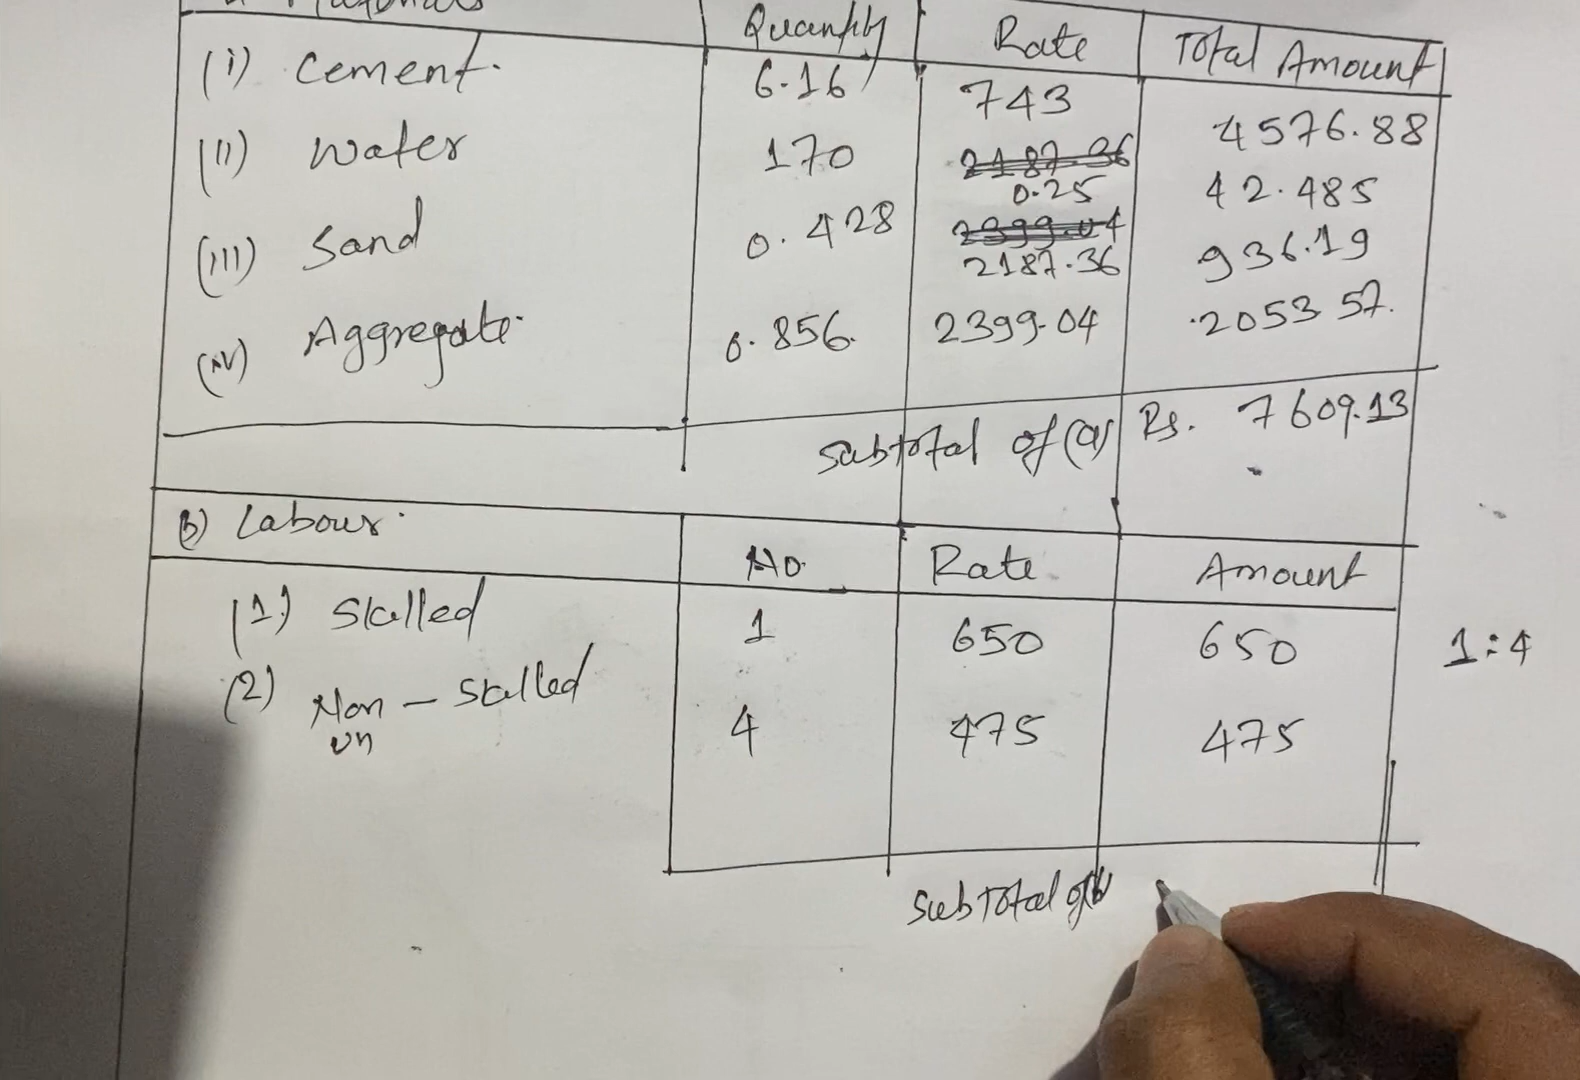 Quantity Rate Total Amount
(i) Cement. 6.16 743 4576.88
(II) Water 170 2187.36 0.25 42.485
(III) Sand 0.428 2399.04 2187.36 936.19
(IV) Aggregate. 0.856. 2399.04 2053 57.
Subtotal of (a) Rs. 7609.13
b) Labour. No. Rate Amount
(1.) Skilled 1 650 650
1:4
(2) Non - Skilled 4 475 475
Un
Subtotal of b